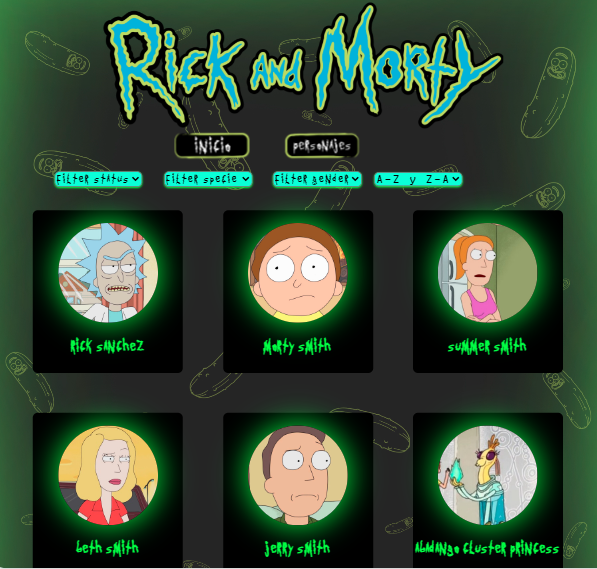 Rick and Morty
inicio
personajes
Filter status
Filter specie
Filter gender
A-Z y Z-A
Rick Sanchez
Morty Smith
Summer Smith
Beth Smith
Jerry Smith
Abadango Cluster Princess